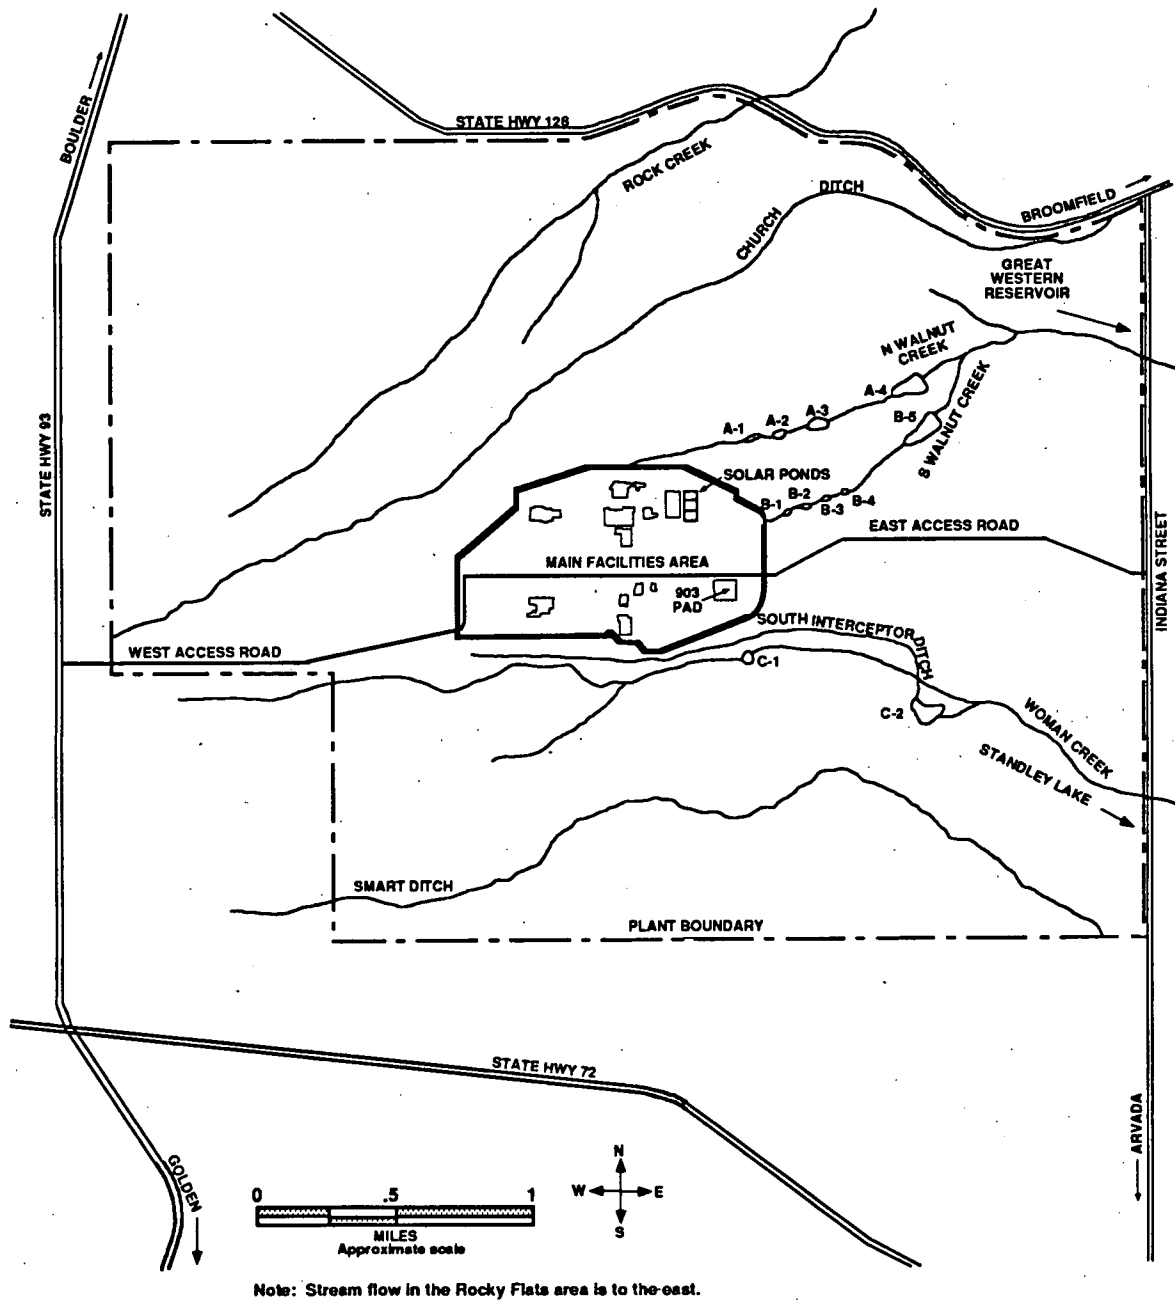 BOULDER
STATE HWY 128
ROCK CREEK
DITCH
CHURCH
BROOMFIELD
GREAT
WESTERN
RESERVOIR
N WALNUT
CREEK
A-4
A-3
A-2
A-1
B-5
S WALNUT CREEK
STATE HWY 93
SOLAR PONDS
B-2
B-1
B-4
B-3
EAST ACCESS ROAD
MAIN FACILITIES AREA
INDIANA STREET
903
PAD
SOUTH INTERCEPTOR
DITCH
WEST ACCESS ROAD
C-1
C-2
WOMAN CREEK
STANDLEY LAKE
SMART DITCH
PLANT BOUNDARY
STATE HWY 72
ARVADA
GOLDEN
N
W E
S
0 .5 1
MILES
Approximate scale
Note: Stream flow in the Rocky Flats area is to the east.